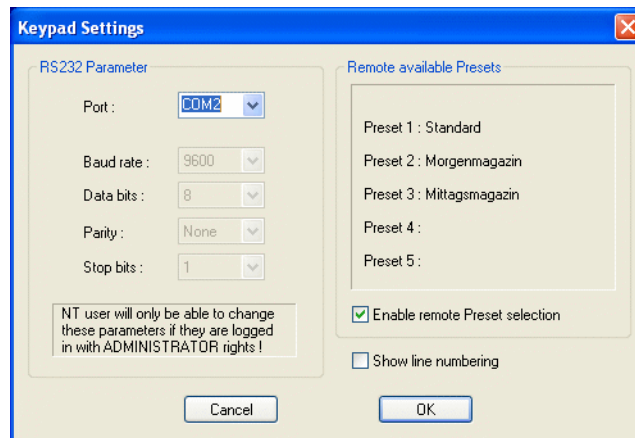 Keypad Settings
RS232 Parameter
Port :
COM2
Baud rate :
9600
Data bits :
8
Parity :
None
Stop bits :
1
NT user will only be able to change
these parameters if they are logged
in with ADMINISTRATOR rights !
Remote available Presets
Preset 1 : Standard
Preset 2 : Morgenmagazin
Preset 3 : Mittagsmagazin
Preset 4 :
Preset 5 :
Enable remote Preset selection
Show line numbering
Cancel
OK